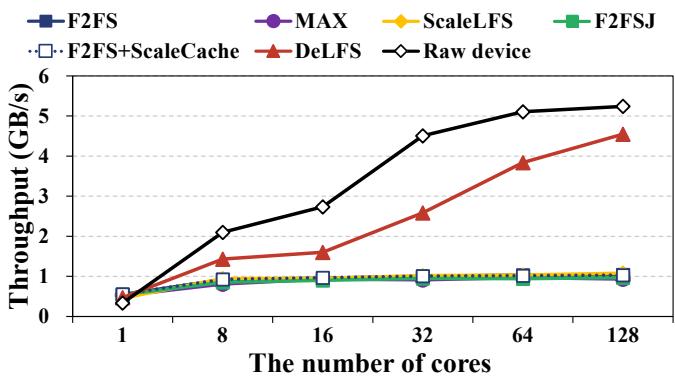 F2FS MAX ScaleLFS F2FSJ
F2FS+ScaleCache DeLFS Raw device
Throughput (GB/s)
6
5
4
3
2
1
0
1 8 16 32 64 128
The number of cores